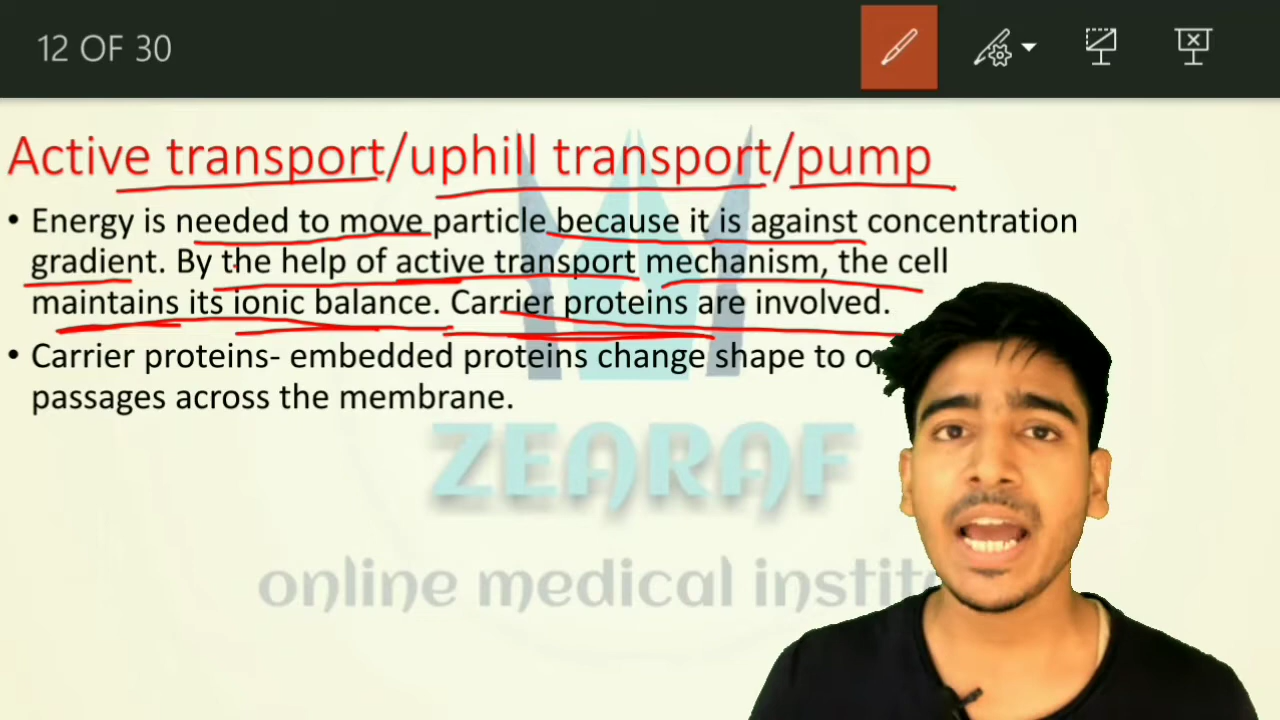 12 OF 30
Active transport/uphill transport/pump
• Energy is needed to move particle because it is against concentration
gradient. By the help of active transport mechanism, the cell
maintains its ionic balance. Carrier proteins are involved.
• Carrier proteins- embedded proteins change shape to
passages across the membrane.
ZEARAF
online medical